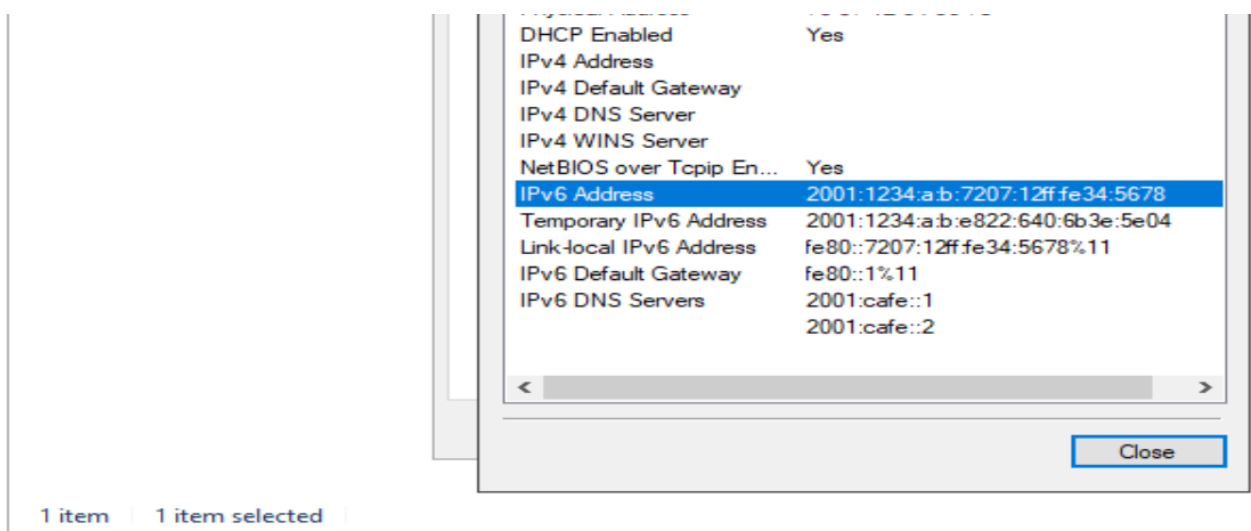 DHCP Enabled Yes
IPv4 Address
IPv4 Default Gateway
IPv4 DNS Server
IPv4 WINS Server
NetBIOS over Tcpip En... Yes
IPv6 Address 2001:1234:a:b:7207:12ff:fe34:5678
Temporary IPv6 Address 2001:1234:a:b:e822:640:6b3e:5e04
Link-local IPv6 Address fe80::7207:12ff:fe34:5678%11
IPv6 Default Gateway fe80::1%11
IPv6 DNS Servers 2001:cafe::1
2001:cafe::2
Close
1 item 1 item selected